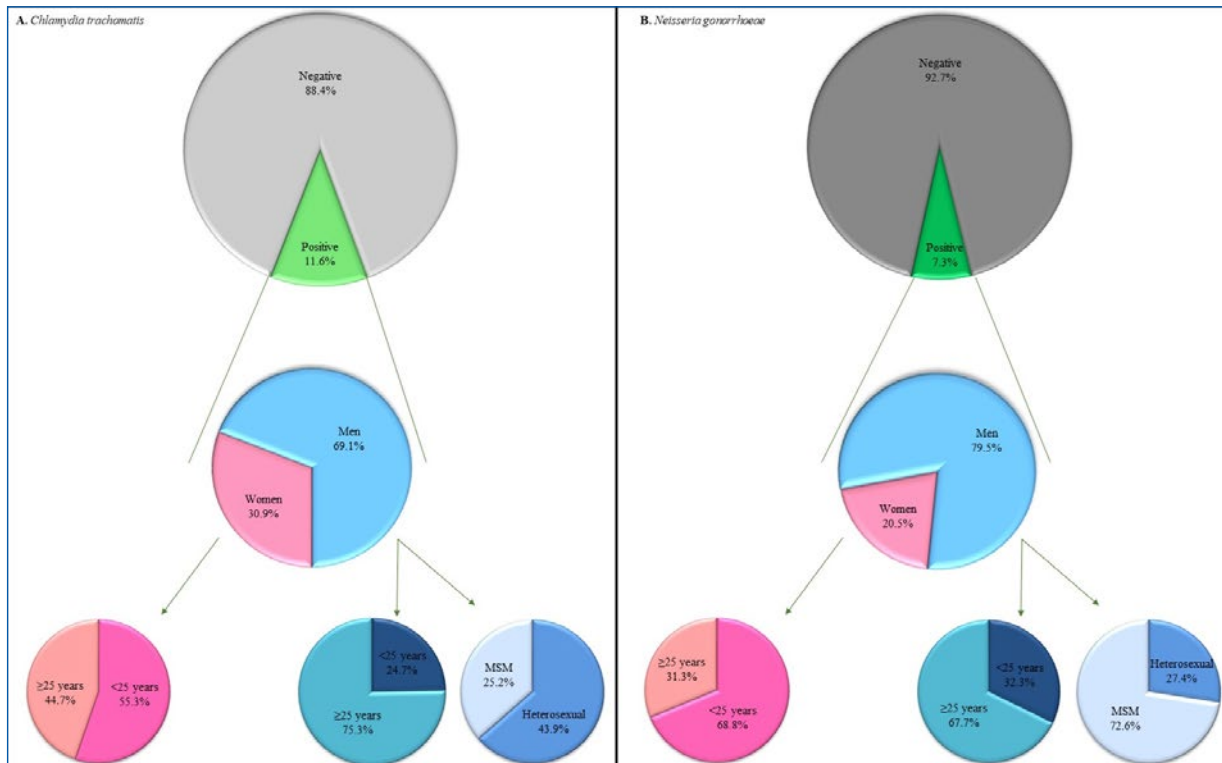 A. Chlamydia trachomatis
Negative
88.4%
Positive
11.6%
Men
69.1%
Women
30.9%
≥25 years
44.7%
<25 years
55.3%
<25 years
24.7%
≥25 years
75.3%
MSM
25.2%
Heterosexual
43.9%
B. Neisseria gonorrhoeae
Negative
92.7%
Positive
7.3%
Men
79.5%
Women
20.5%
≥25 years
31.3%
<25 years
68.8%
<25 years
32.3%
≥25 years
67.7%
Heterosexual
27.4%
MSM
72.6%